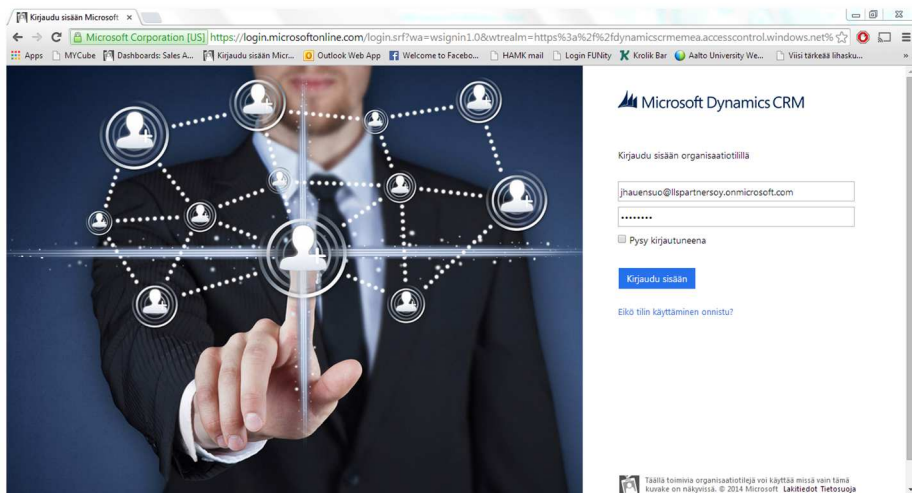 Kirjaudu sisään Microsoft
Microsoft Corporation [US] https://login.microsoftonline.com/login.srf?wa=wsignin1.0&wtrealm=https%3a%2f%2fdynamicscrmemea.accesscontrol.windows.net%
Apps MYCube Dashboards: Sales A... Kirjaudu sisään Micr... Outlook Web App Welcome to Facebo... HAMK mail Login FUNity Krolik Bar Aalto University We... Viisi tärkeää lihasku... »
Microsoft Dynamics CRM
Kirjaudu sisään organisaatiotilillä
jhauensuo@llspartnersoy.onmicrosoft.com
••••••••
Pysy kirjautuneena
Kirjaudu sisään
Eikö tilin käyttäminen onnistu?
Täällä toimivia organisaatiotilejä voi käyttää missä vain tämä
kuvake on näkyvissä. © 2014 Microsoft Lakitiedot Tietosuoja